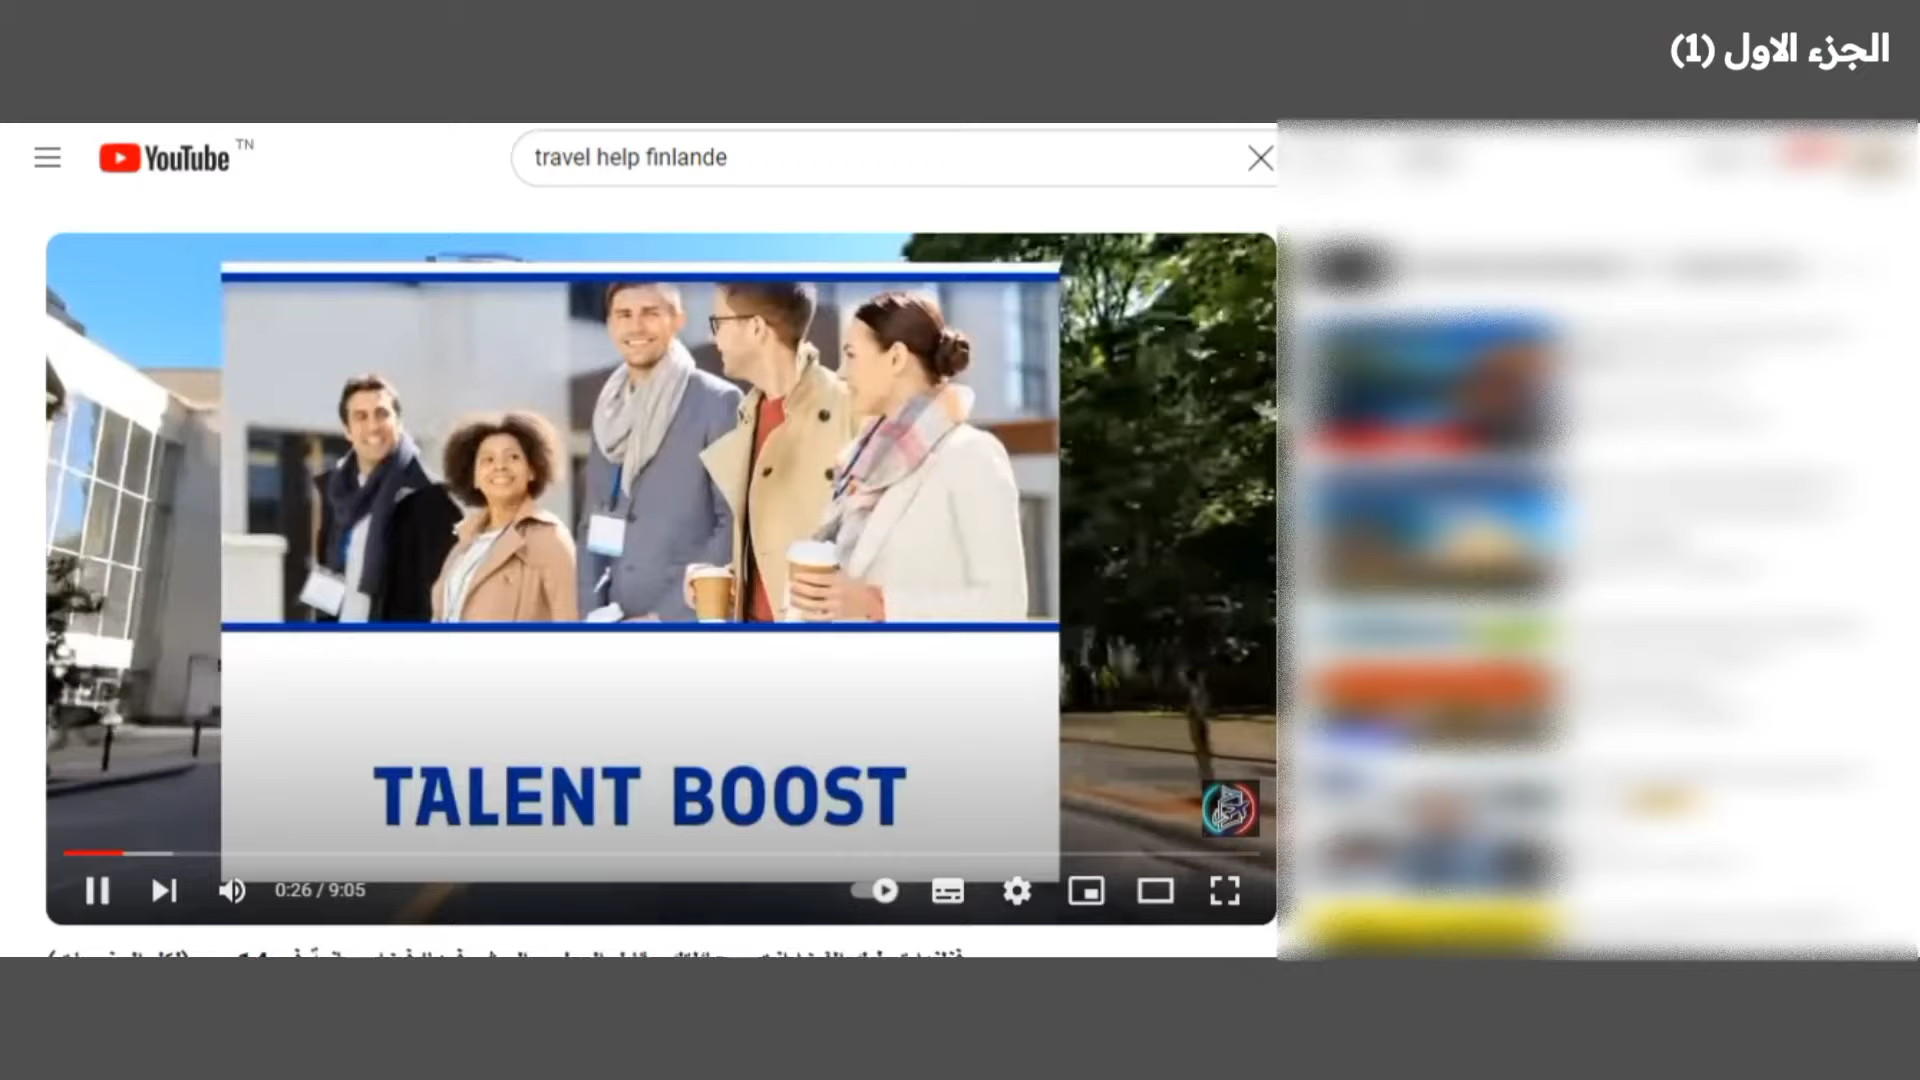 الجزء الاول (1)
YouTube TN
travel help finlande
TALENT BOOST
0:26 / 9:05